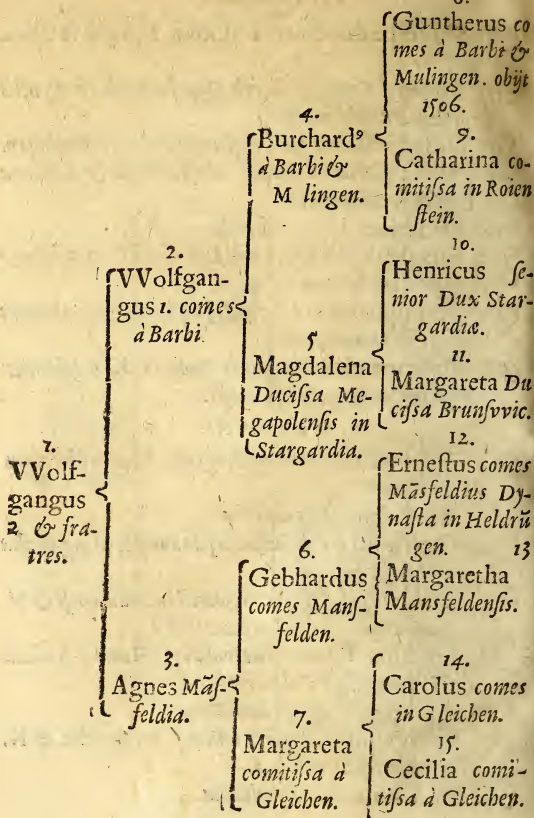 8.
Guntherus co
mes à Barbi &
Mulingen. obijt
1506.
4.
Burchard⁹
à Barbi &
M lingen.
9.
Catharina co-
mitiſsa in Roien
ſtein.
2.
VVolfgan-
gus 1. comes
à Barbi.
10.
Henricus ſe-
nior Dux Star-
gardiæ.
5
Magdalena
Duciſsa Me-
gapolenſis in
Stargardia.
11.
Margareta Du
ciſsa Brunſvvic.
1.
VVolf-
gangus
2 & fra-
tres.
12.
Erneſtus comes
Mãsfeldius Dy-
naſta in Heldrũ
gen.
6.
Gebhardus
comes Manſ-
felden.
13
Margaretha
Mansfeldenſis.
3.
Agnes Mãſ-
feldia.
14.
Carolus comes
in Gleichen.
7.
Margareta
comitiſsa à
Gleichen.
15.
Cecilia comi-
tiſsa à Gleichen.